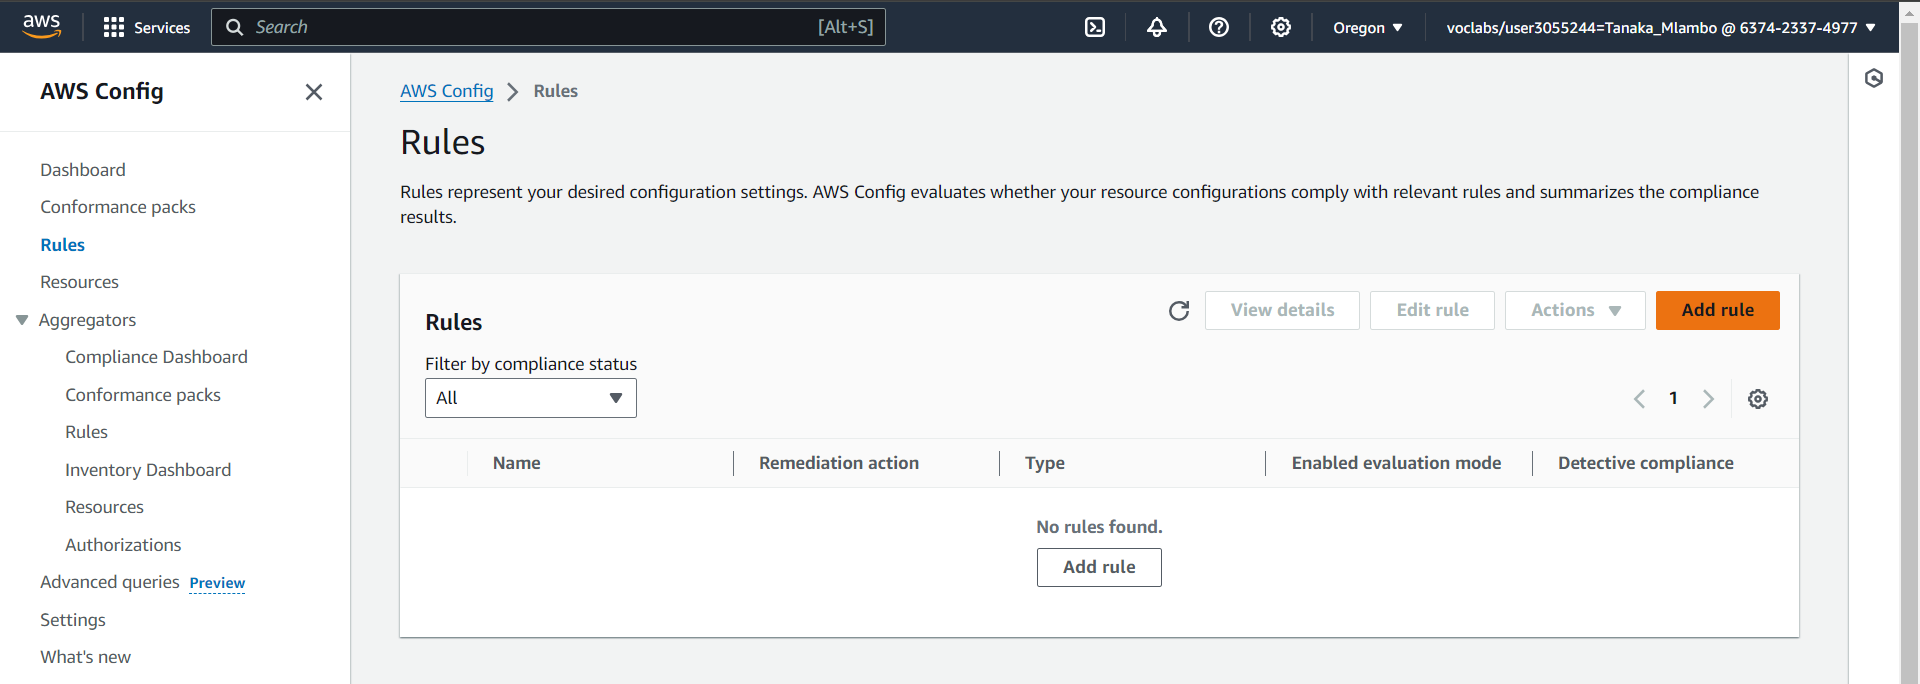 aws
Services
Search [Alt+S]
Oregon
voclabs/user3055244=Tanaka_Mlambo @ 6374-2337-4977
AWS Config
Dashboard
Conformance packs
Rules
Resources
Aggregators
Compliance Dashboard
Conformance packs
Rules
Inventory Dashboard
Resources
Authorizations
Advanced queries Preview
Settings
What's new
AWS Config > Rules
Rules
Rules represent your desired configuration settings. AWS Config evaluates whether your resource configurations comply with relevant rules and summarizes the compliance
results.
Rules
View details Edit rule Actions Add rule
Filter by compliance status
All
1
Name Remediation action Type Enabled evaluation mode Detective compliance
No rules found.
Add rule